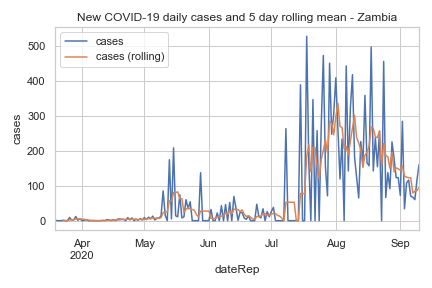 New COVID-19 daily cases and 5 day rolling mean - Zambia
cases
cases (rolling)
500
400
300
200
100
0
cases
Apr
2020
May
Jun
Jul
Aug
Sep
dateRep